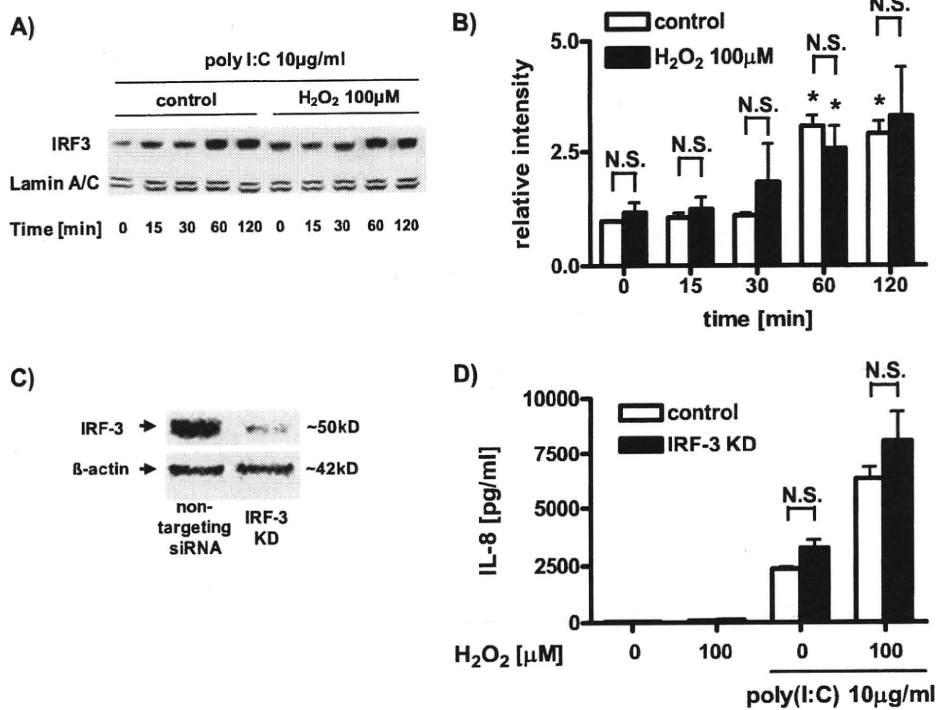 A)
poly I:C 10µg/ml
control H₂O₂ 100µM
IRF3
Lamin A/C
Time [min] 0 15 30 60 120 0 15 30 60 120
B)
control
H₂O₂ 100µM
relative intensity
5.0
2.5
0.0
N.S.
N.S.
N.S.
N.S.
N.S.
* * *
0 15 30 60 120
time [min]
C)
IRF-3 ~50kD
ß-actin ~42kD
non-
targeting
siRNA
IRF-3
KD
D)
control
IRF-3 KD
IL-8 [pg/ml]
10000
7500
5000
2500
0
N.S.
N.S.
H₂O₂ [µM] 0 100 0 100
poly(I:C) 10µg/ml